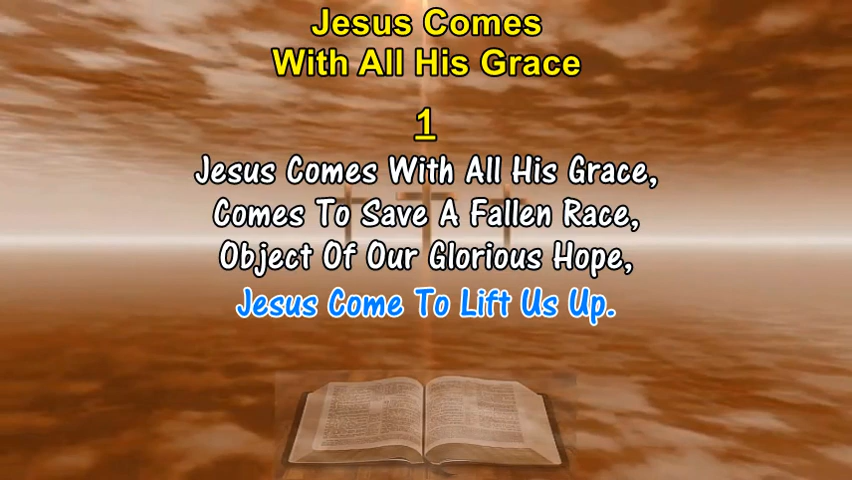 Jesus Comes
With All His Grace
1
Jesus Comes With All His Grace,
Comes To Save A Fallen Race,
Object Of Our Glorious Hope,
Jesus Come To Lift Us Up.